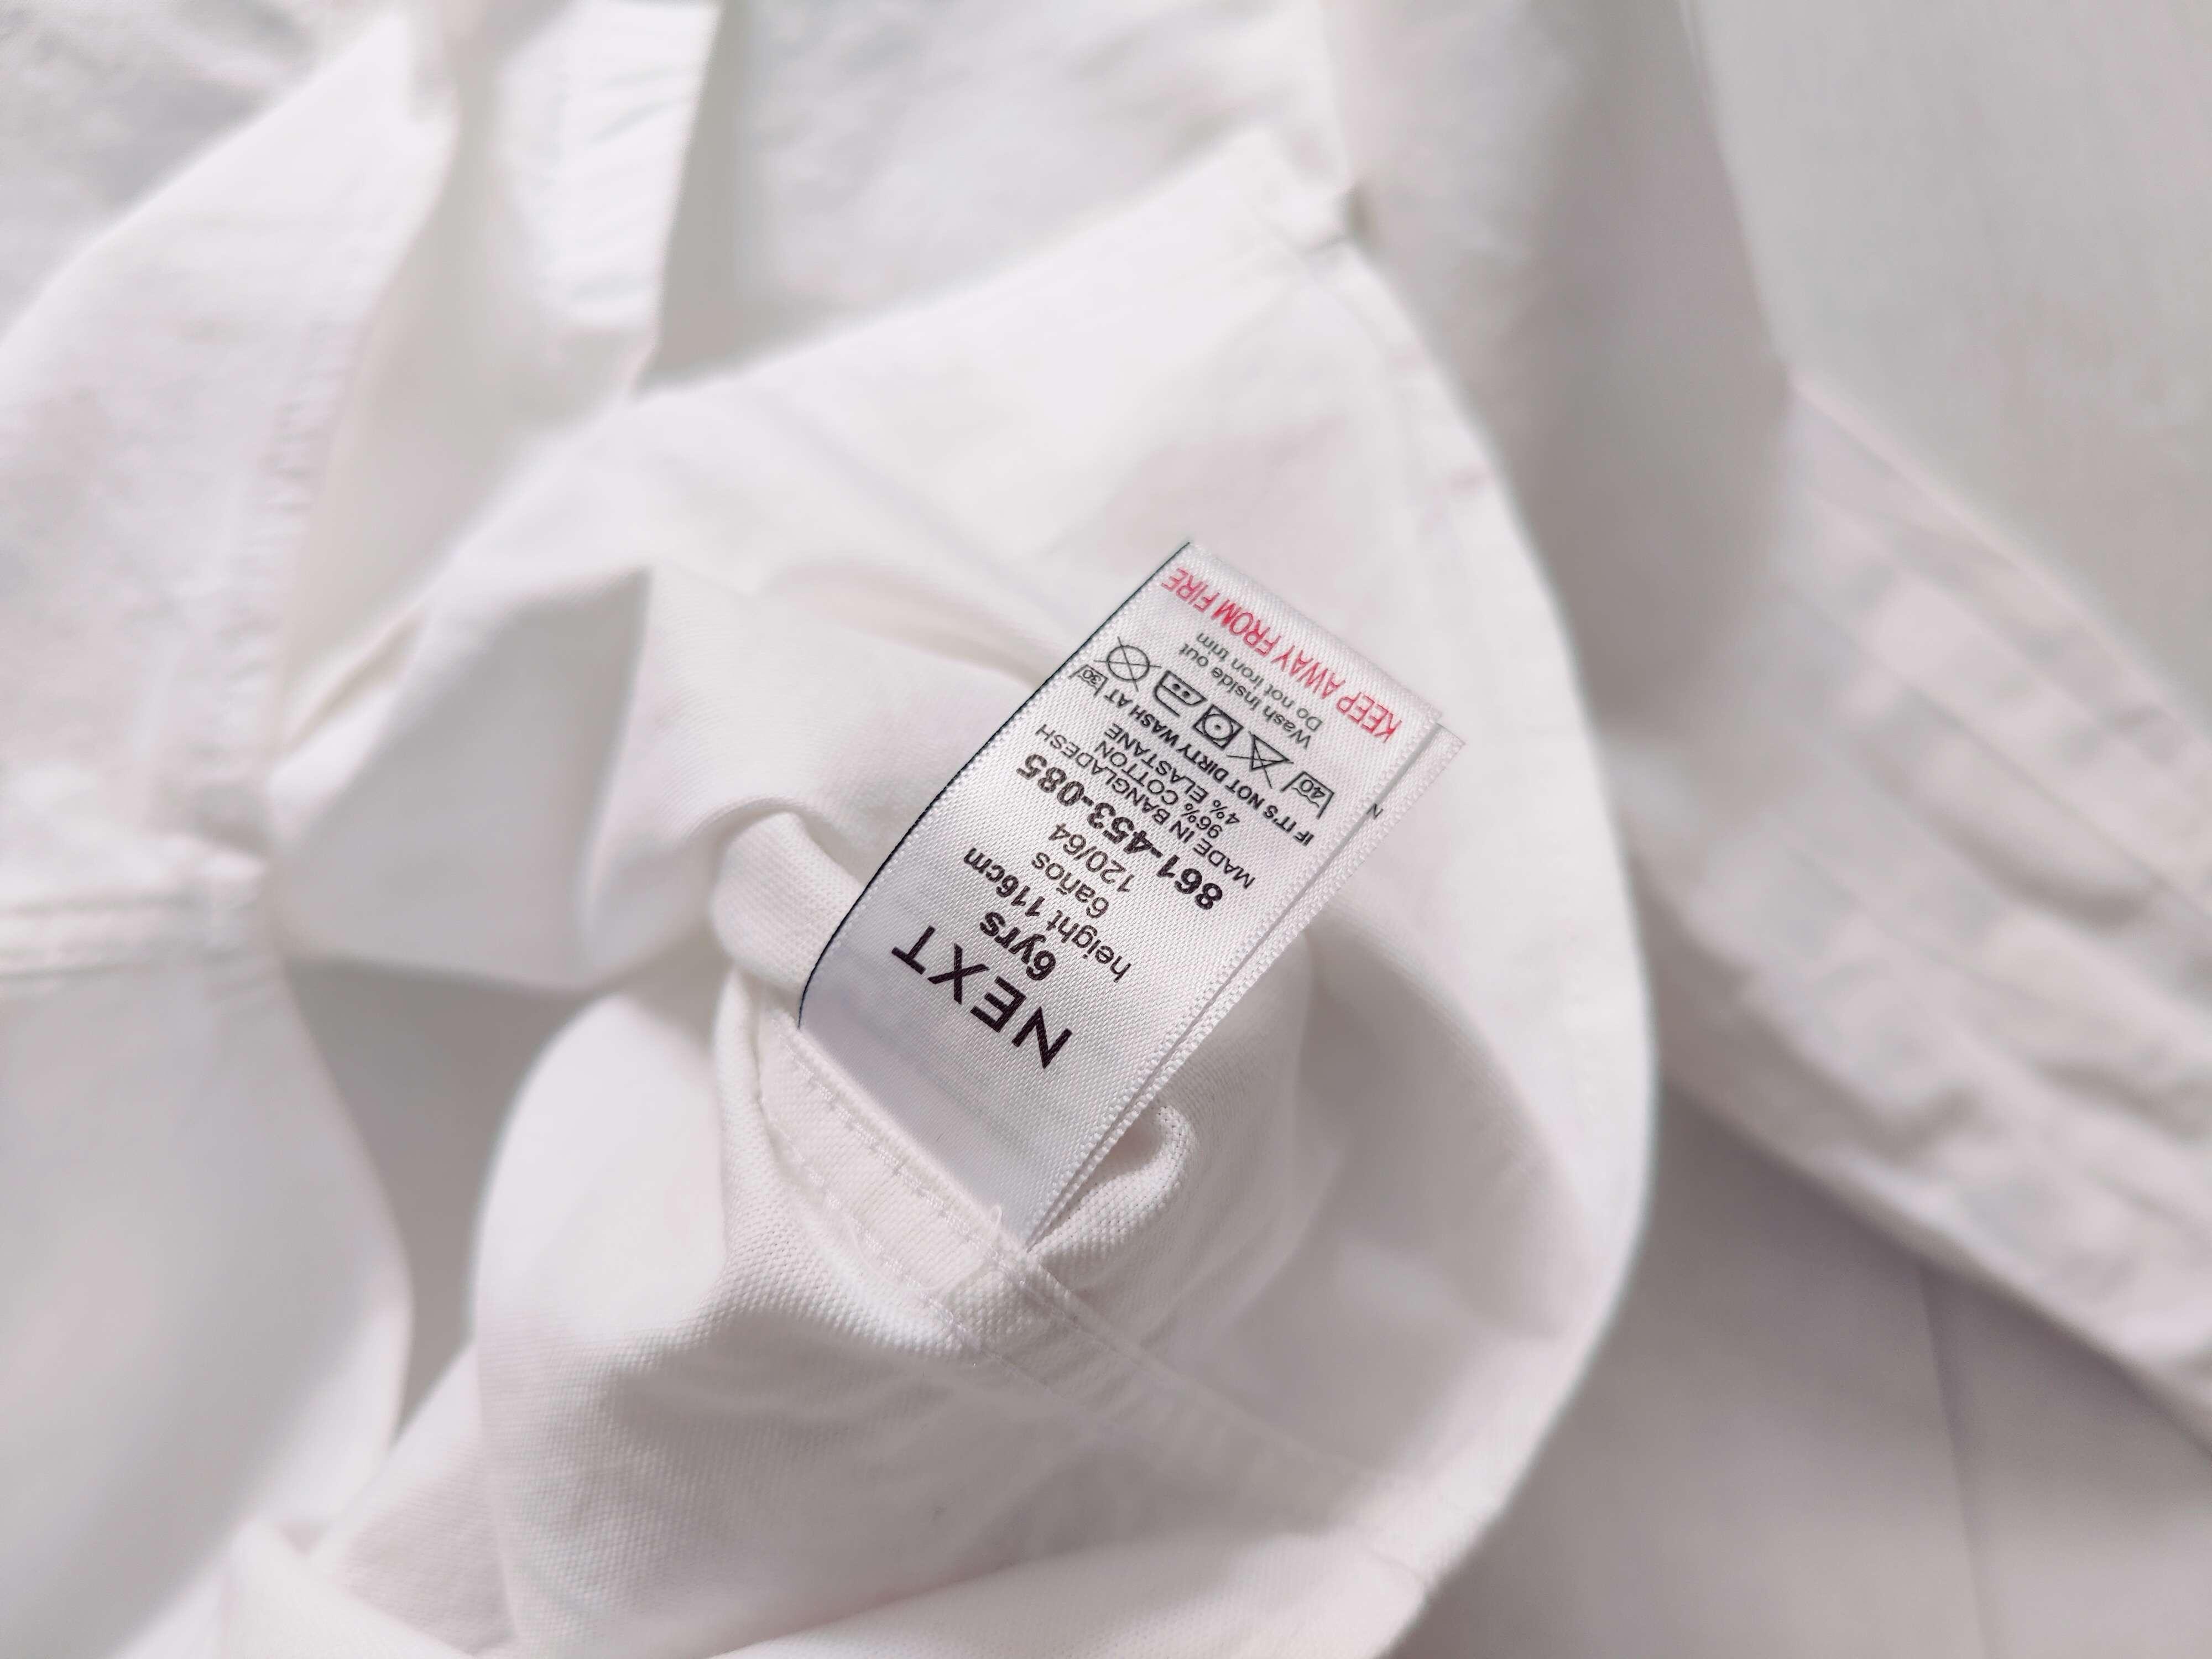 NEXT
6yrs
height 116cm
6años
120/64
861-453-085
MADE IN BANGLADESH
96% COTTON
4% ELASTANE
IF IT'S NOT DIRTY WASH AT 30
40
Wash inside out
Do not iron trim
KEEP AWAY FROM FIRE
N